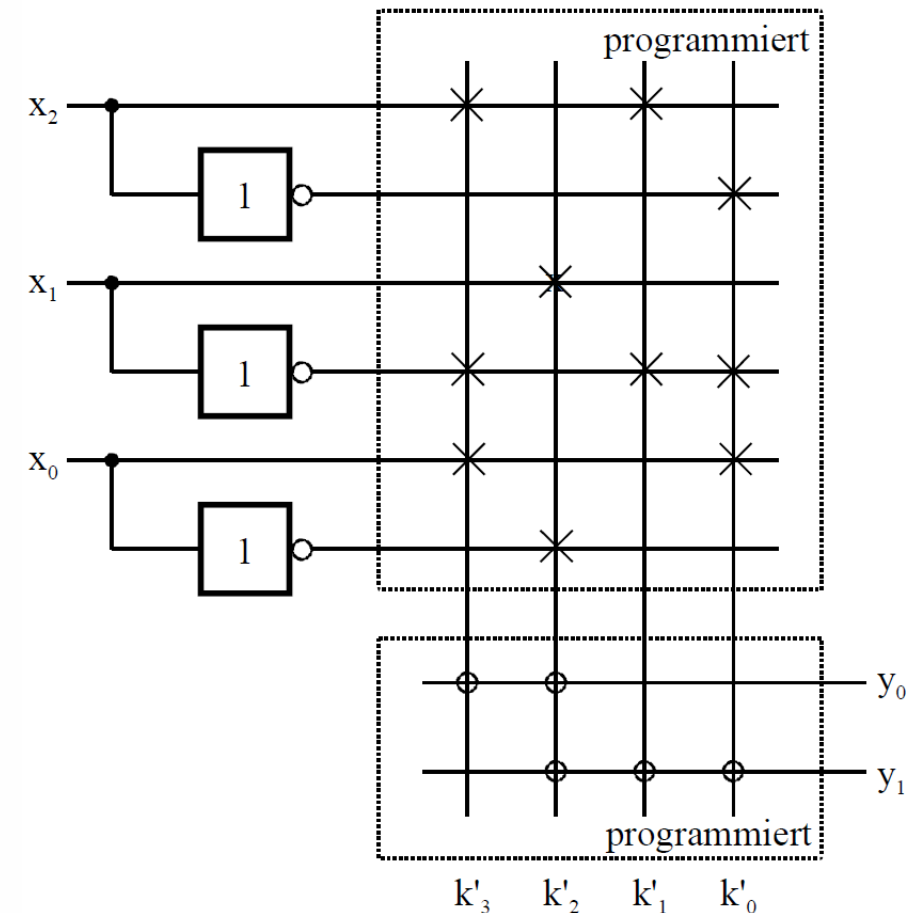 programmiert
x₂
1
x₁
1
x₀
1
y₀
y₁
programmiert
k'₃ k'₂ k'₁ k'₀